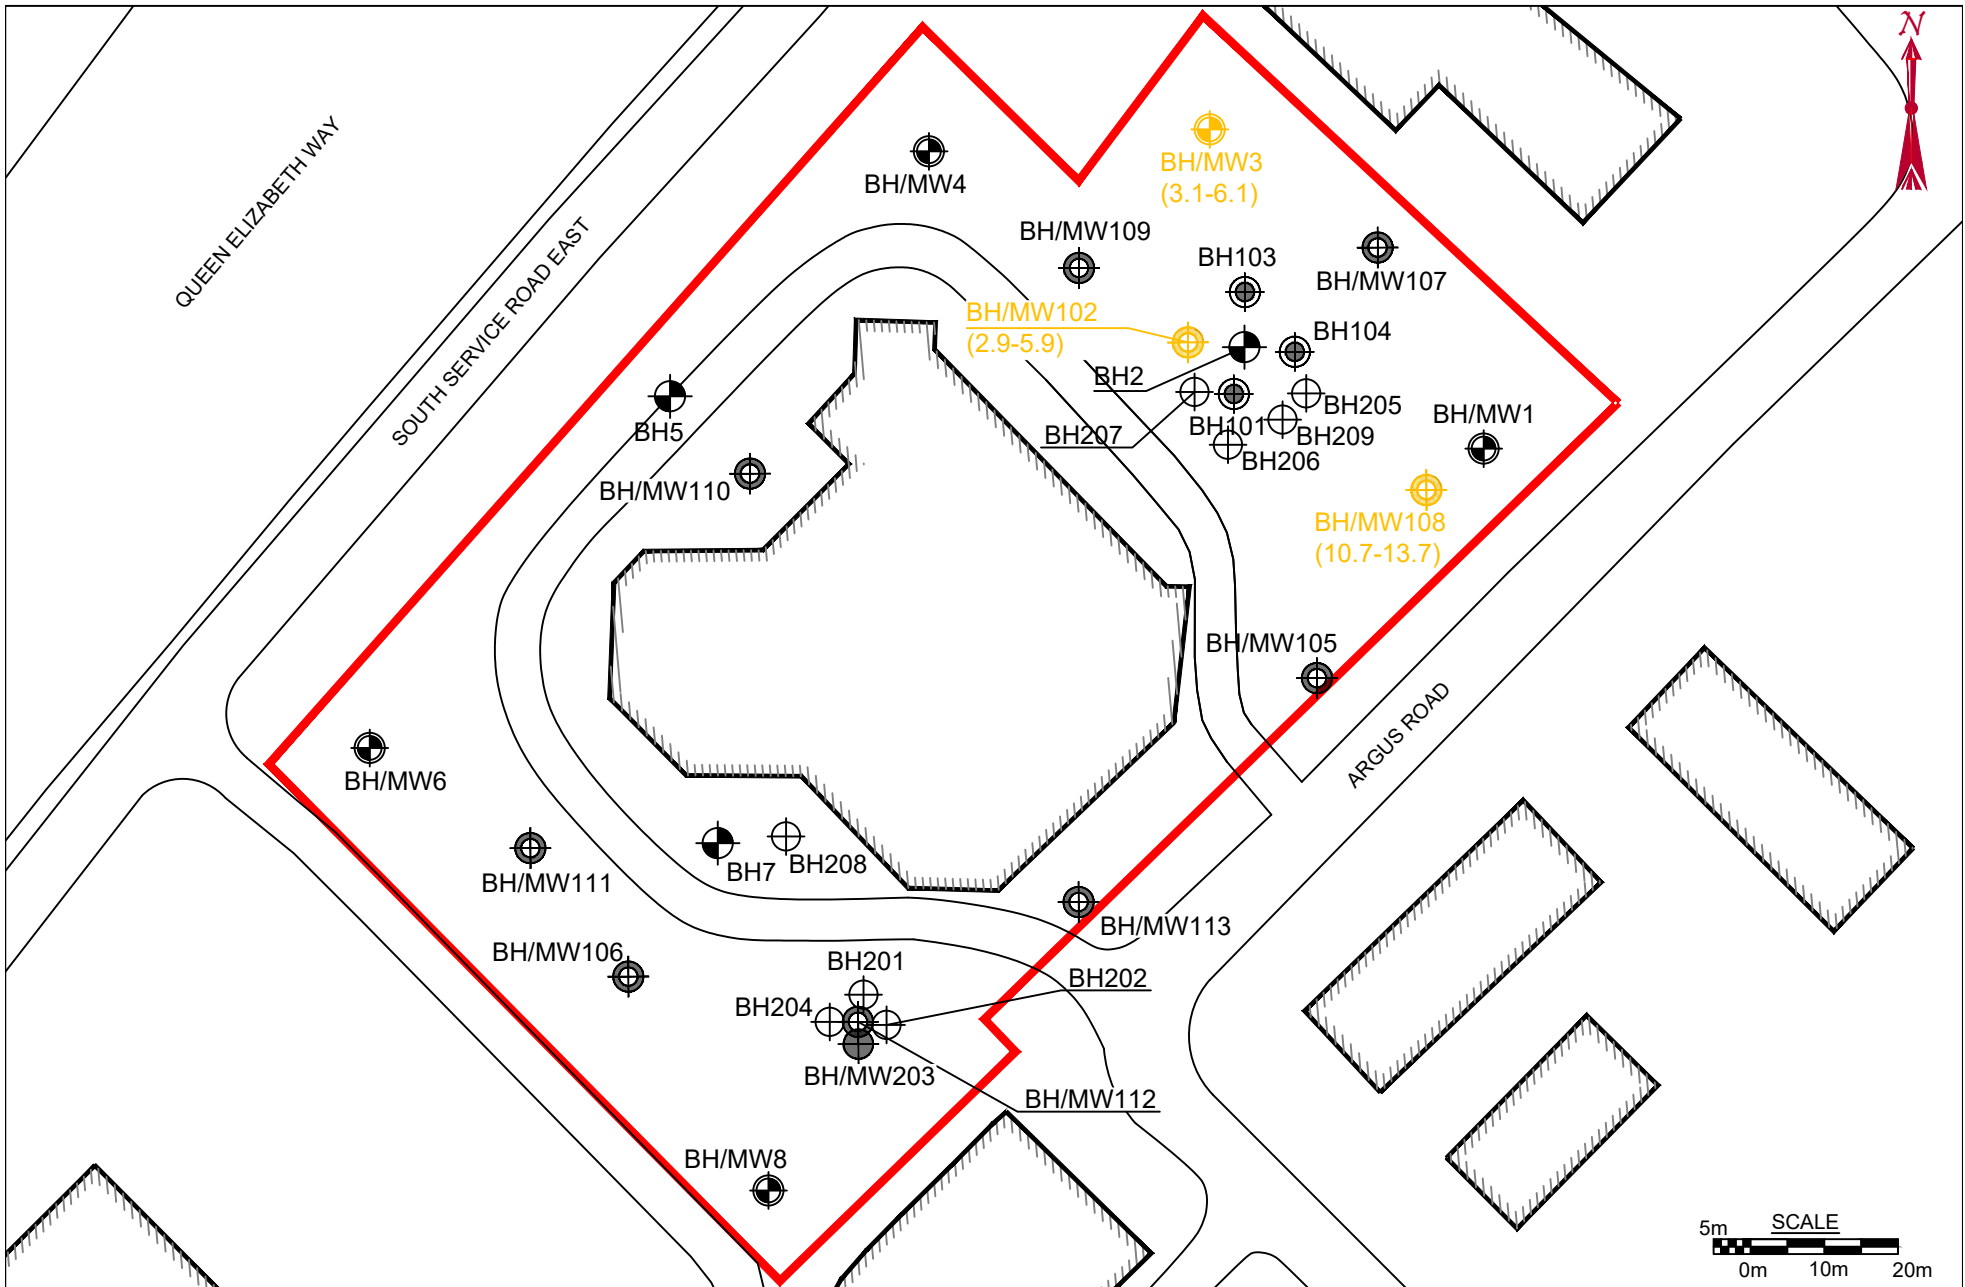 N
QUEEN ELIZABETH WAY
SOUTH SERVICE ROAD EAST
BH/MW4
BH/MW3
(3.1-6.1)
BH/MW109
BH103
BH/MW107
BH/MW102
(2.9-5.9)
BH104
BH2
BH5
BH205
BH/MW1
BH101
BH207
BH209
BH206
BH/MW110
BH/MW108
(10.7-13.7)
BH/MW105
ARGUS ROAD
BH/MW6
BH7
BH208
BH/MW111
BH/MW113
BH/MW106
BH201
BH202
BH204
BH/MW203
BH/MW112
BH/MW8
5m
SCALE
0m
10m
20m